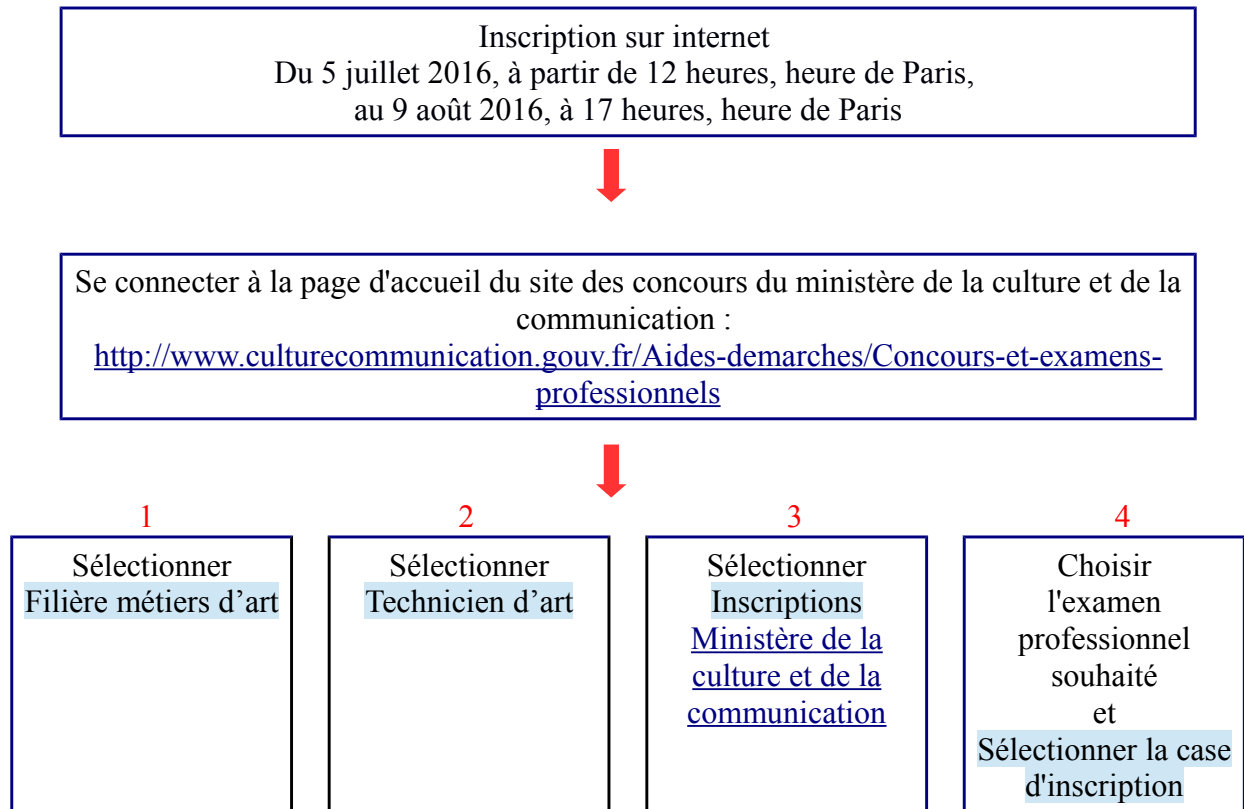 Inscription sur internet
Du 5 juillet 2016, à partir de 12 heures, heure de Paris,
au 9 août 2016, à 17 heures, heure de Paris
Se connecter à la page d'accueil du site des concours du ministère de la culture et de la
communication :
http://www.culturecommunication.gouv.fr/Aides-demarches/Concours-et-examens-
professionnels
1
Sélectionner
Filière métiers d’art
2
Sélectionner
Technicien d’art
3
Sélectionner
Inscriptions
Ministère de la
culture et de la
communication
4
Choisir
l'examen
professionnel
souhaité
et
Sélectionner la case
d'inscription